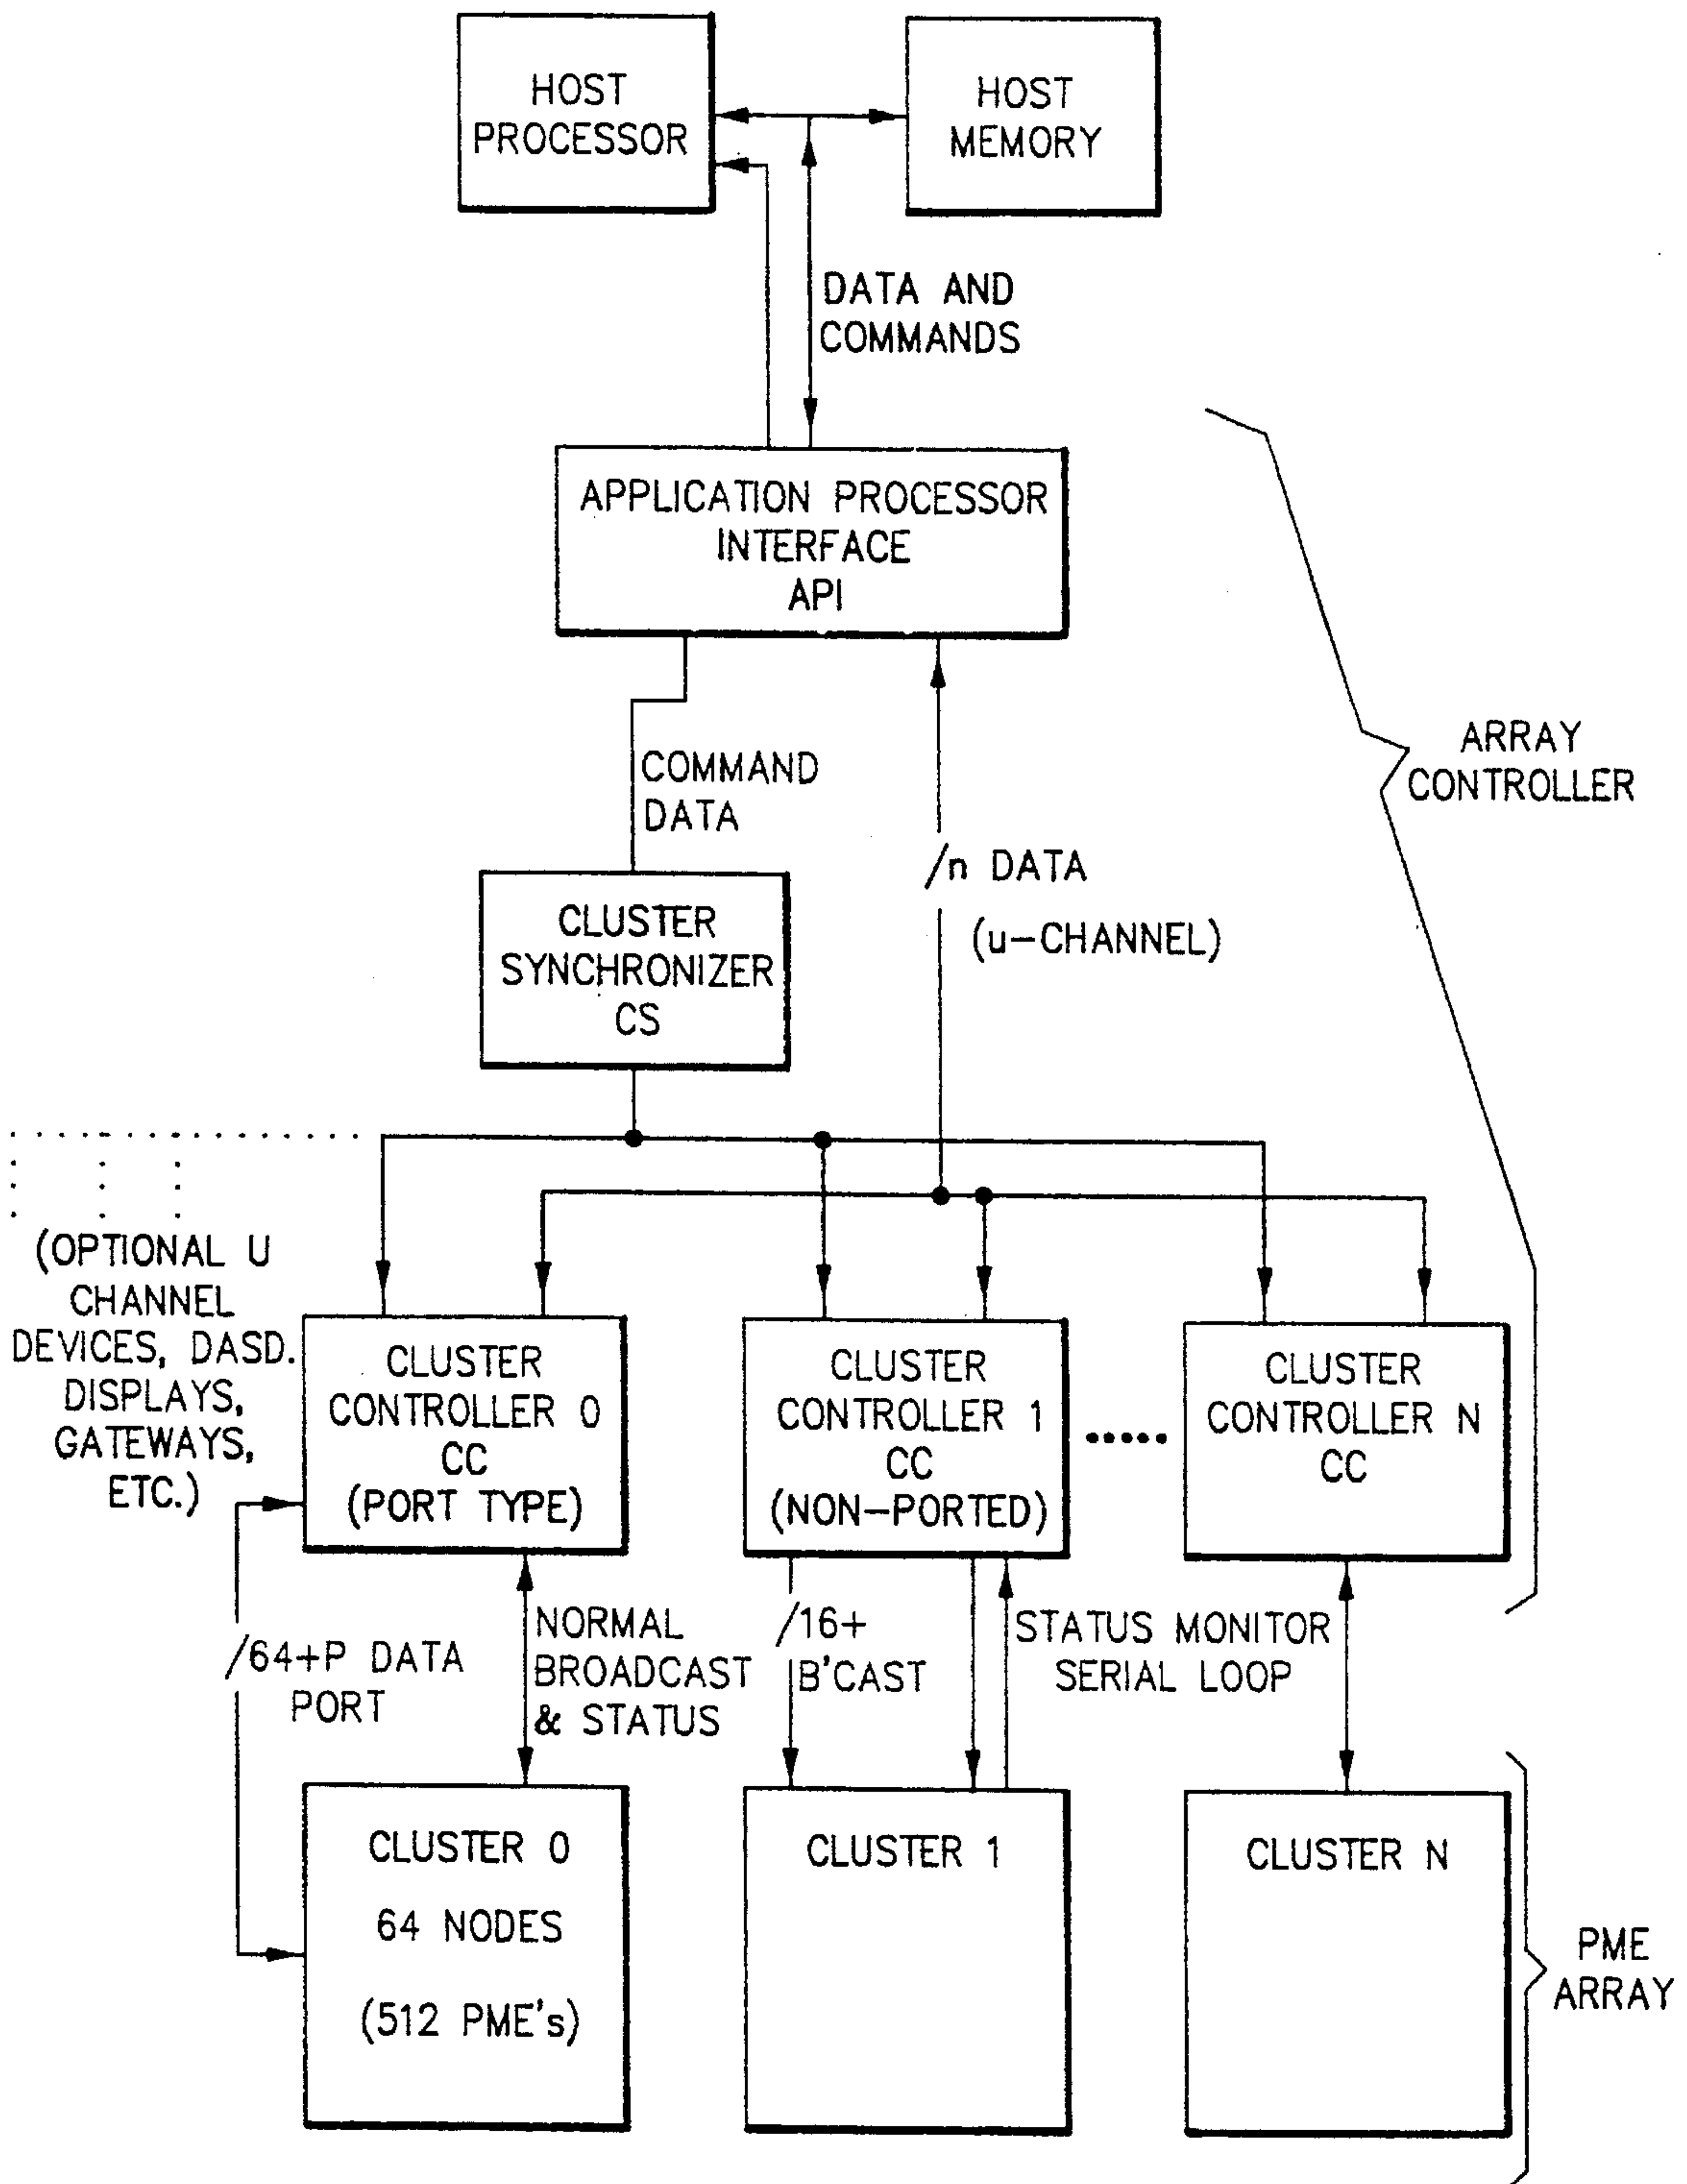 HOST
PROCESSOR
HOST
MEMORY
DATA AND
COMMANDS
APPLICATION PROCESSOR
INTERFACE
API
ARRAY
CONTROLLER
COMMAND
DATA
/n DATA
(u-CHANNEL)
CLUSTER
SYNCHRONIZER
CS
(OPTIONAL U
CHANNEL
DEVICES, DASD.
DISPLAYS,
GATEWAYS,
ETC.)
CLUSTER
CONTROLLER 0
CC
(PORT TYPE)
CLUSTER
CONTROLLER 1
CC
(NON-PORTED)
CLUSTER
CONTROLLER N
CC
/64+P DATA
PORT
NORMAL
BROADCAST
& STATUS
/16+
B'CAST
STATUS MONITOR
SERIAL LOOP
CLUSTER 0
64 NODES
(512 PME's)
CLUSTER 1
CLUSTER N
PME
ARRAY